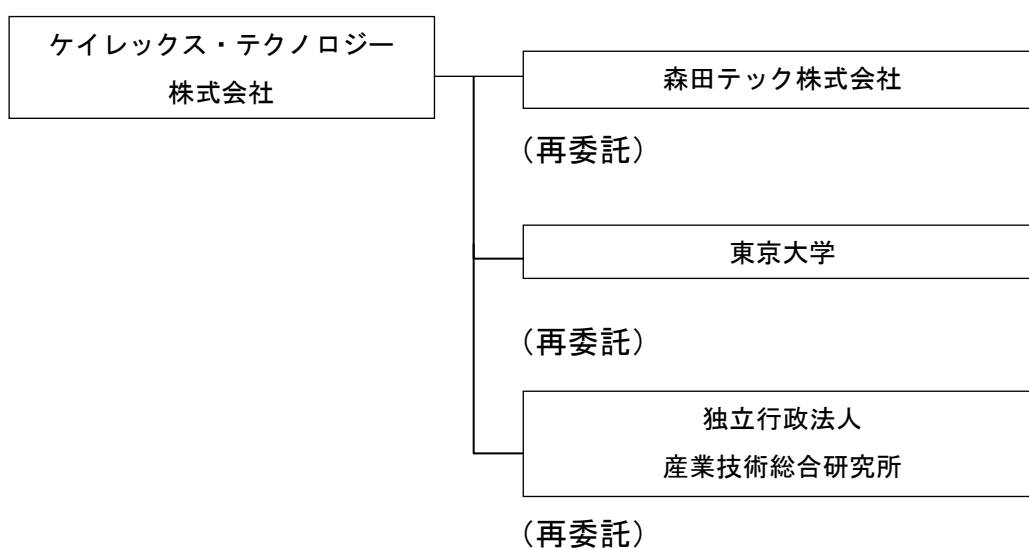 ケイレックス・テクノロジー
株式会社
森田テック株式会社
（再委託）
東京大学
（再委託）
独立行政法人
産業技術総合研究所
（再委託）